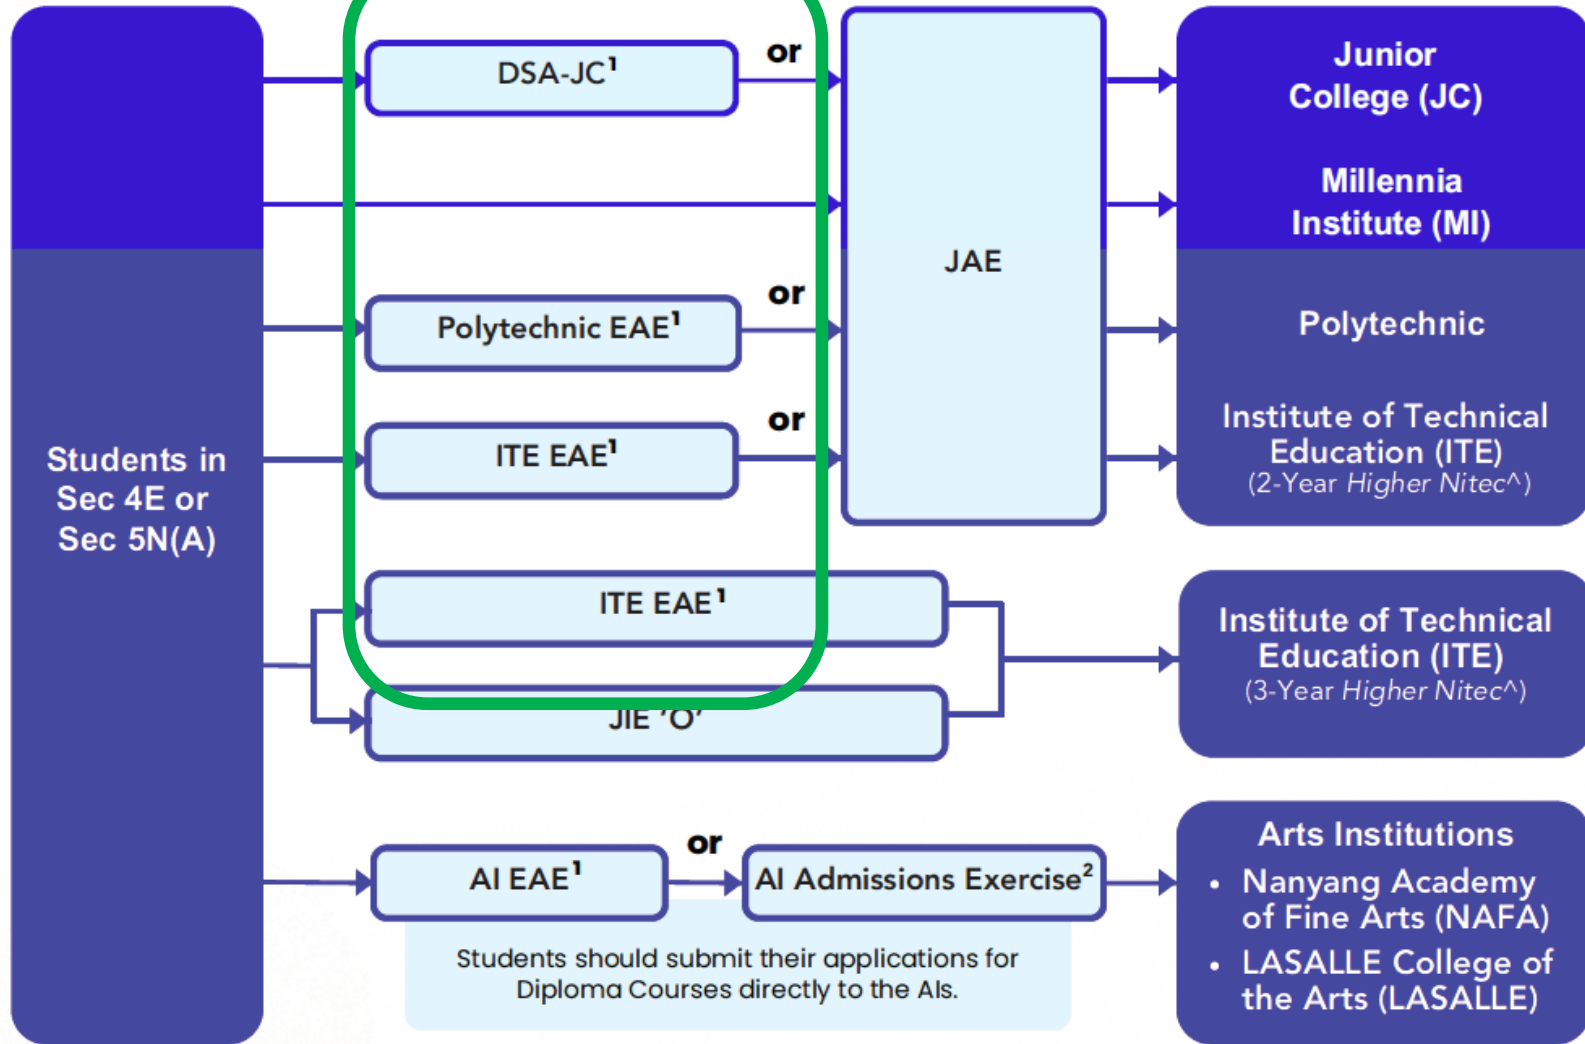 Students in
Sec 4E or
Sec 5N(A)
DSA-JC¹
or
Polytechnic EAE¹
or
ITE EAE¹
or
JAE
Junior
College (JC)
Millennia
Institute (MI)
Polytechnic
Institute of Technical
Education (ITE)
(2-Year Higher Nitec^)
ITE EAE¹
JIE 'O'
Institute of Technical
Education (ITE)
(3-Year Higher Nitec^)
AI EAE¹
or
AI Admissions Exercise²
Students should submit their applications for
Diploma Courses directly to the AIs.
Arts Institutions
• Nanyang Academy
of Fine Arts (NAFA)
• LASALLE College of
the Arts (LASALLE)